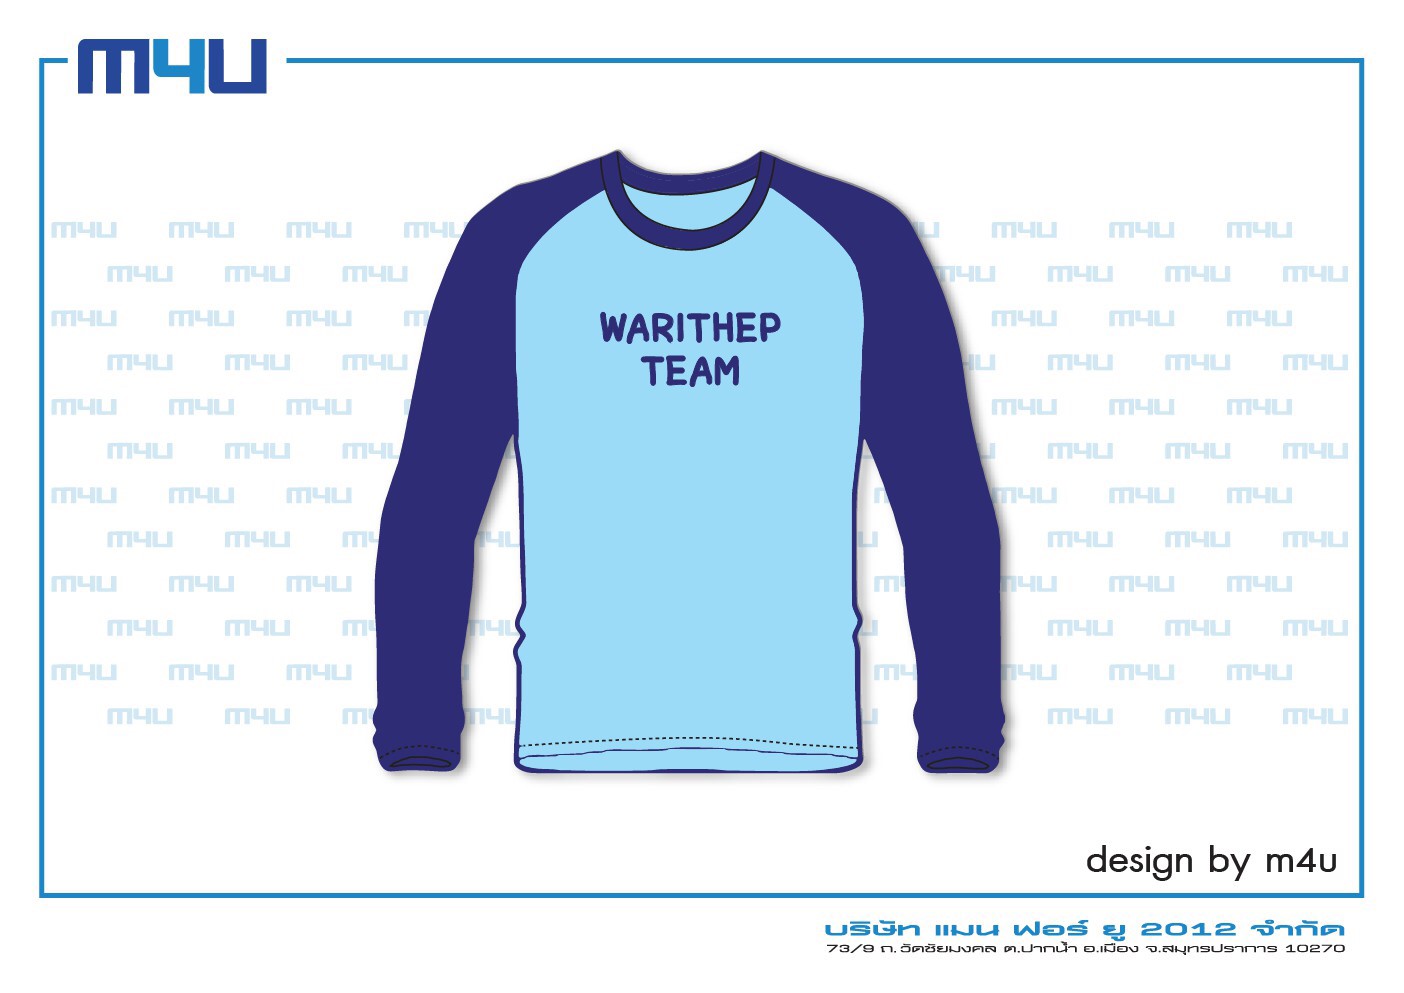 M4U
WARITHEP
TEAM
design by m4u
บริษัท แมน ฟอร์ ยู 2012 จำกัด
73/9 ถ.วัดชัยมงคล ต.ปากน้ำ อ.เมือง จ.สมุทรปราการ 10270